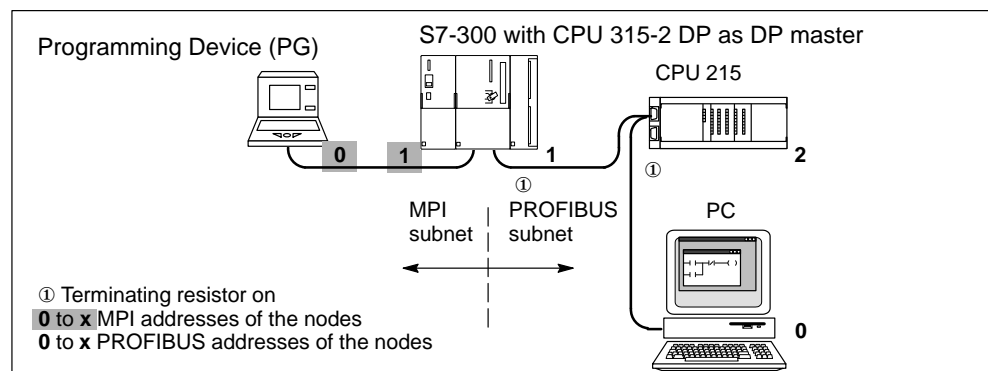 Programming Device (PG)
S7-300 with CPU 315-2 DP as DP master
CPU 215
0
1
1
2
①
①
MPI
subnet
PROFIBUS
subnet
PC
① Terminating resistor on
0 to x MPI addresses of the nodes
0 to x PROFIBUS addresses of the nodes
0